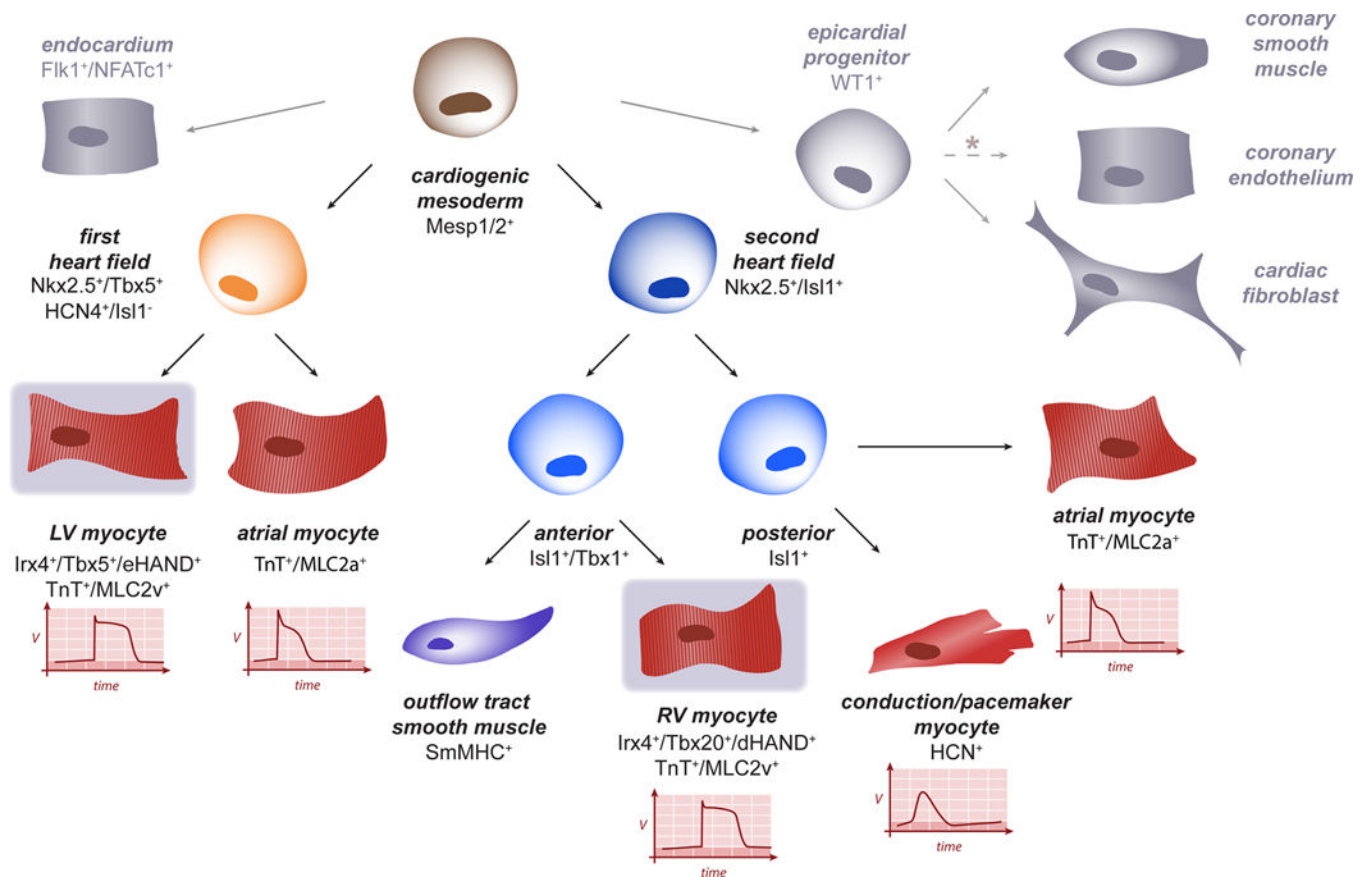 endocardium
Flk1⁺/NFATc1⁺
epicardial
progenitor
WT1⁺
coronary
smooth
muscle
*
coronary
endothelium
cardiac
fibroblast
cardiogenic
mesoderm
Mesp1/2⁺
first
heart field
Nkx2.5⁺/Tbx5⁺
HCN4⁺/Isl1⁻
second
heart field
Nkx2.5⁺/Isl1⁺
LV myocyte
Irx4⁺/Tbx5⁺/eHAND⁺
TnT⁺/MLC2v⁺
V
time
atrial myocyte
TnT⁺/MLC2a⁺
V
time
anterior
Isl1⁺/Tbx1⁺
posterior
Isl1⁺
atrial myocyte
TnT⁺/MLC2a⁺
V
time
outflow tract
smooth muscle
SmMHC⁺
RV myocyte
Irx4⁺/Tbx20⁺/dHAND⁺
TnT⁺/MLC2v⁺
V
time
conduction/pacemaker
myocyte
HCN⁺
V
time